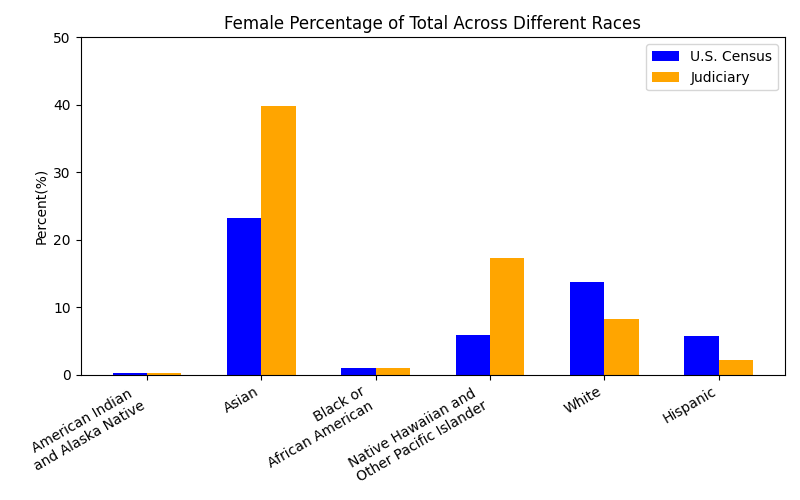 Female Percentage of Total Across Different Races
U.S. Census
Judiciary
Percent(%)
50
40
30
20
10
0
American Indian
and Alaska Native
Asian
Black or
African American
Native Hawaiian and
Other Pacific Islander
White
Hispanic